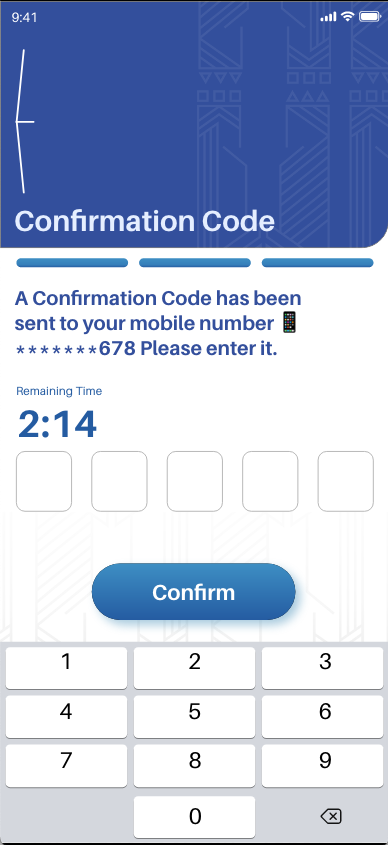 9:41
Confirmation Code
A Confirmation Code has been
sent to your mobile number 📱
*******678 Please enter it.
Remaining Time
2:14
Confirm
1 2 3
4 5 6
7 8 9
0